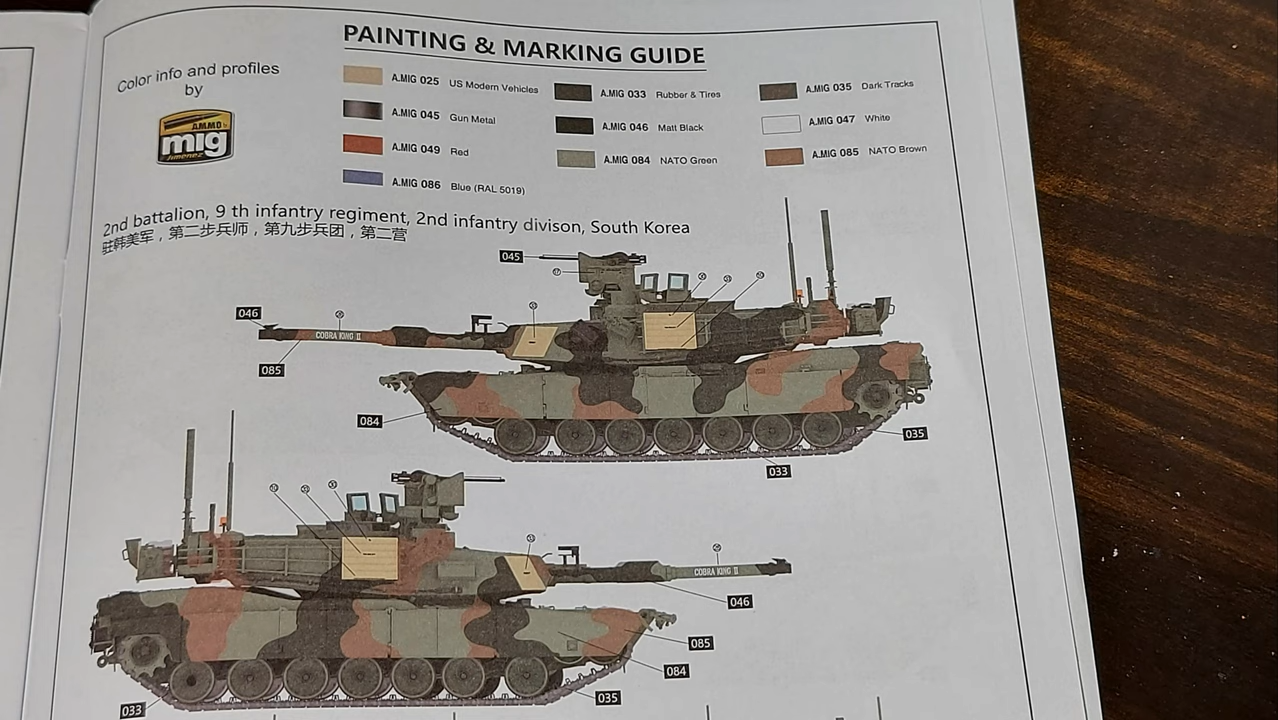 PAINTING & MARKING GUIDE
Color info and profiles
by
AMMO
mig
Jimenez
A.MIG 025 US Modern Vehicles
A.MIG 033 Rubber & Tires
A.MIG 035 Dark Tracks
A.MIG 045 Gun Metal
A.MIG 046 Matt Black
A.MIG 047 White
A.MIG 049 Red
A.MIG 084 NATO Green
A.MIG 085 NATO Brown
A.MIG 086 Blue (RAL 5019)
2nd battalion, 9 th infantry regiment, 2nd infantry divison, South Korea
驻韩美军，第二步兵师，第九步兵团，第二营
045
046
COBRA KING II
085
084
035
033
COBRA KING II
046
085
084
035
033